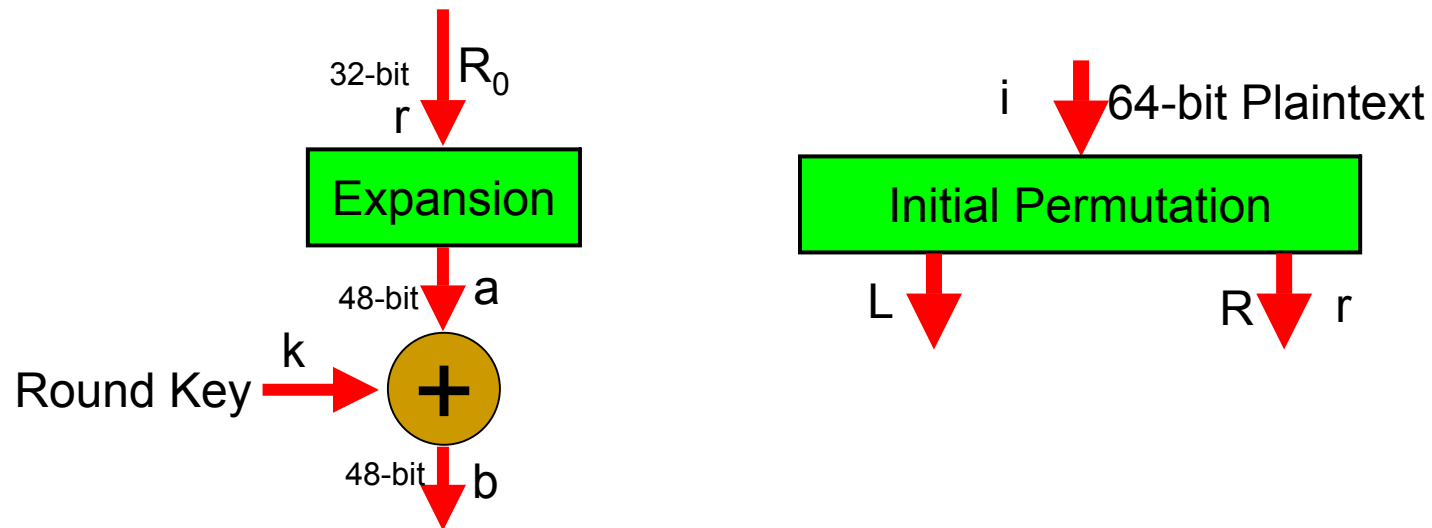 32-bit
R₀
r
Expansion
48-bit
a
k
Round Key
+
48-bit
b
i
64-bit Plaintext
Initial Permutation
L
R
r